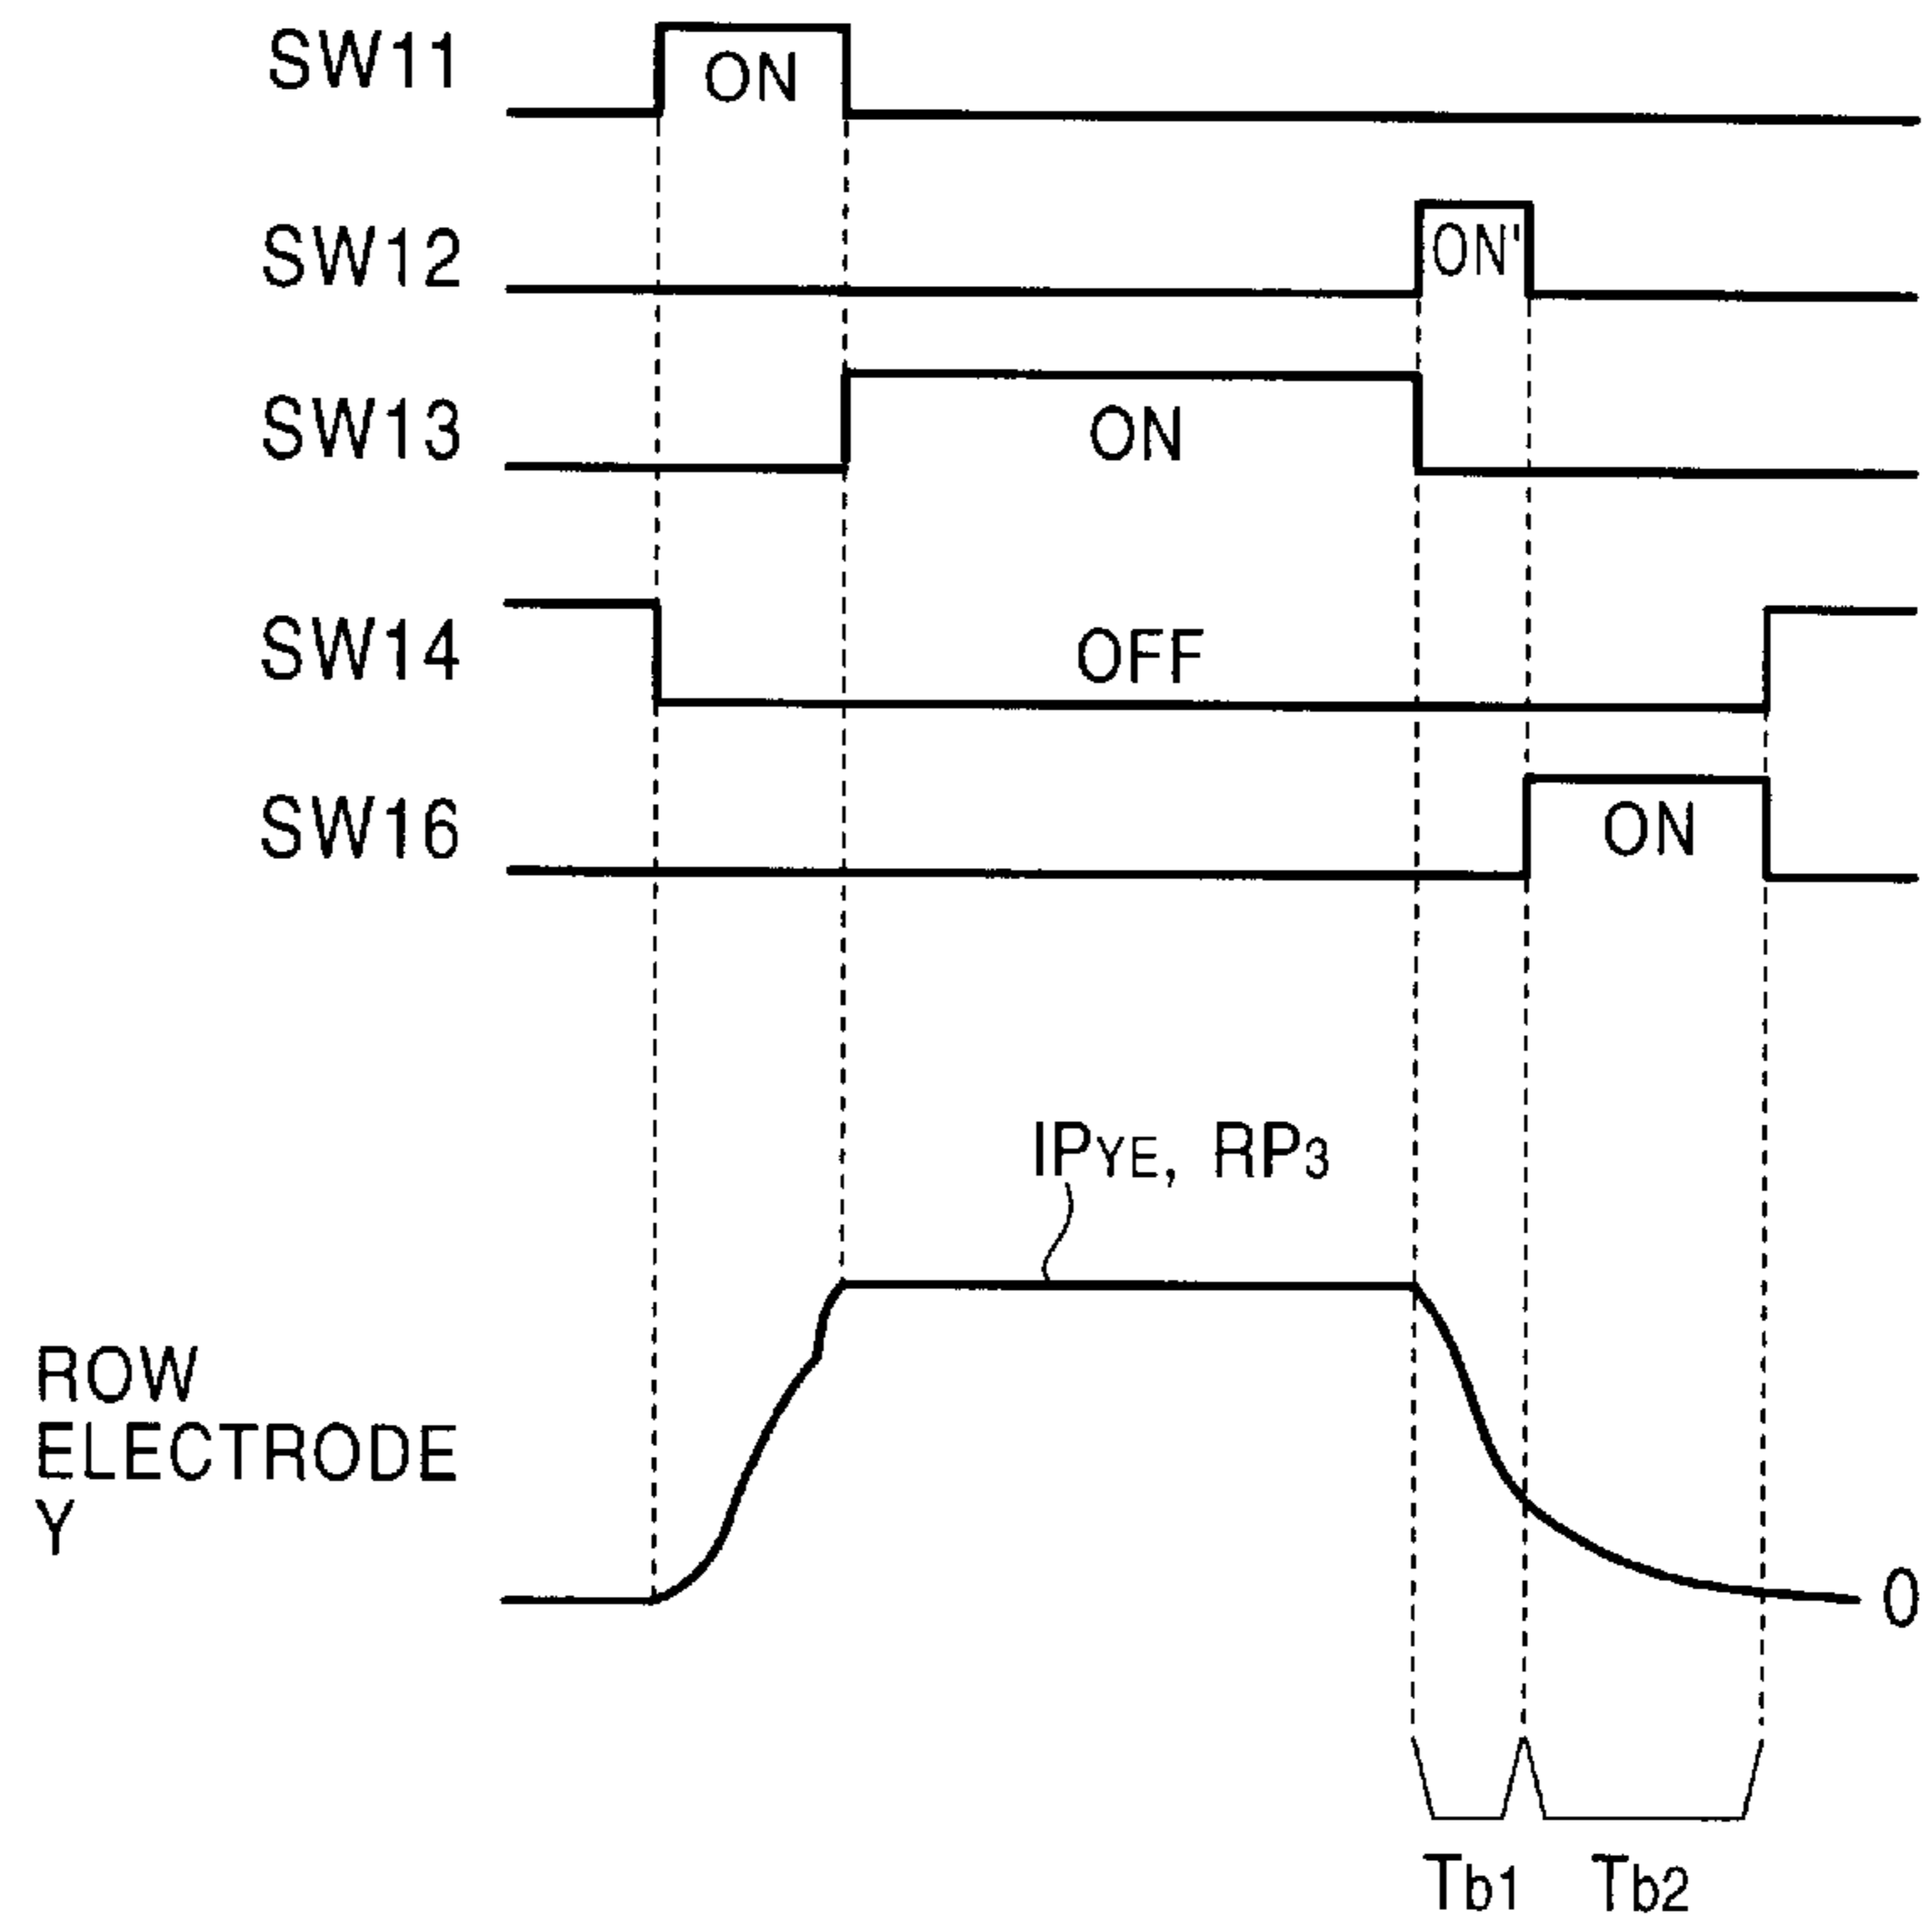 SW11
ON
SW12
ON'
SW13
ON
SW14
OFF
SW16
ON
IPYE, RP3
ROW
ELECTRODE
Y
0
Tb1
Tb2